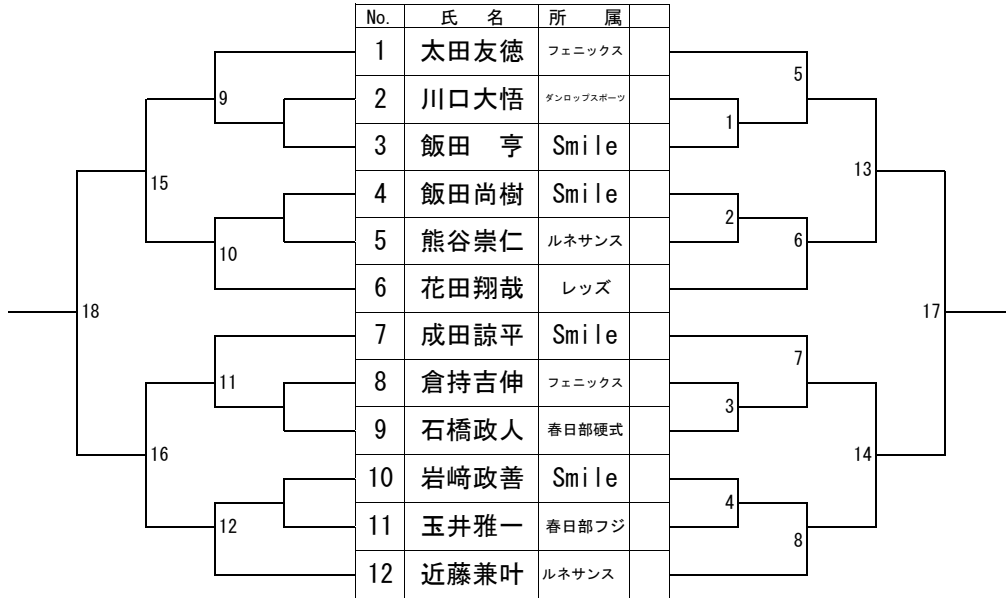 No. 氏 名 所 属
1 太田友徳 フェニックス
5
2 川口大悟 ダンロップスポーツ
9
1
3 飯田 亨 Smile
15
13
4 飯田尚樹 Smile
2
5 熊谷崇仁 ルネサンス
10
6
6 花田翔哉 レッズ
18
17
7 成田諒平 Smile
7
8 倉持吉伸 フェニックス
11
3
9 石橋政人 春日部硬式
16
14
10 岩﨑政善 Smile
4
11 玉井雅一 春日部フジ
12
8
12 近藤兼叶 ルネサンス